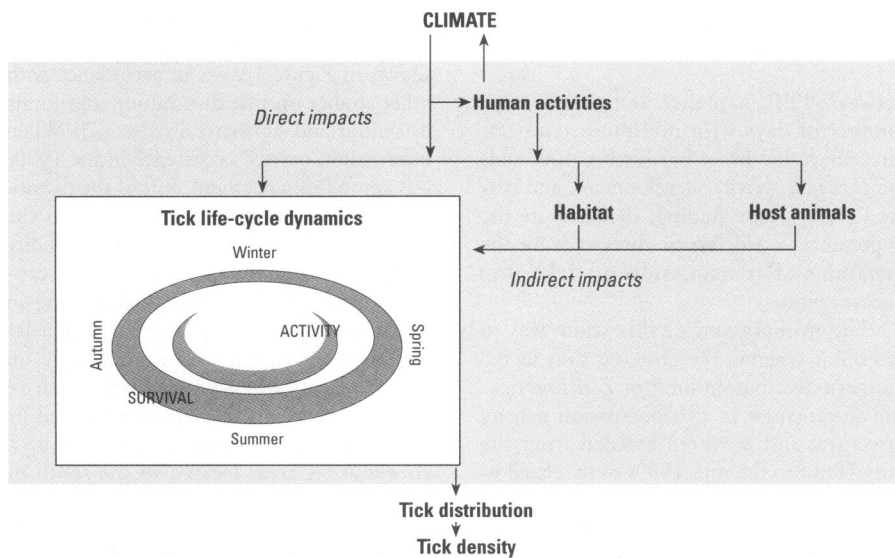 CLIMATE
Human activities
Direct impacts
Tick life-cycle dynamics
Habitat
Host animals
Winter
Indirect impacts
ACTIVITY
Autumn
Spring
SURVIVAL
Summer
Tick distribution
Tick density